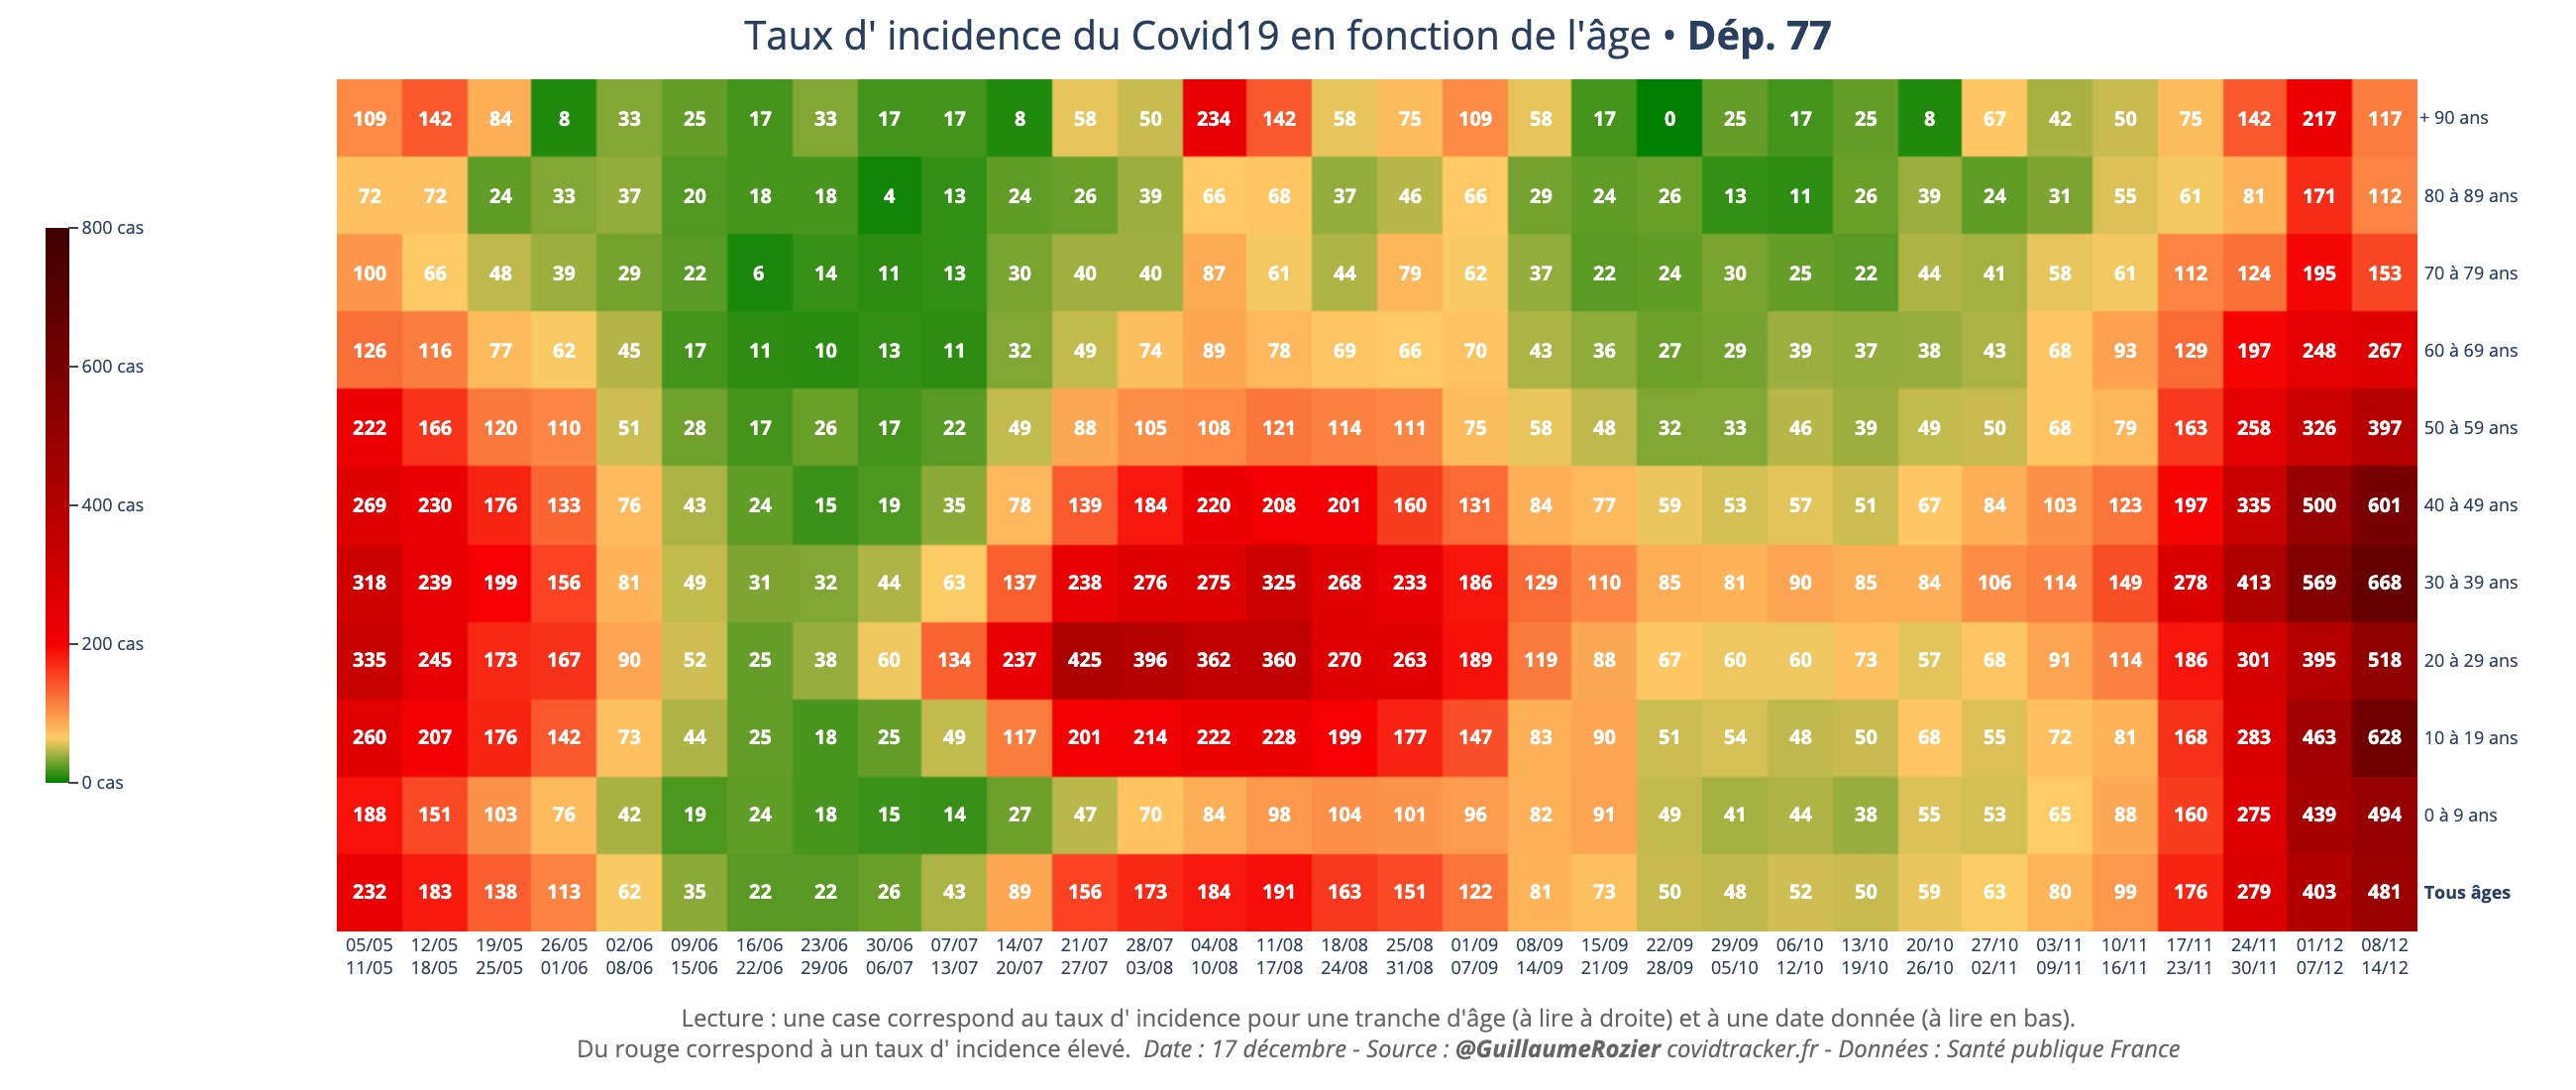 Taux d' incidence du Covid19 en fonction de l'âge • Dép. 77
800 cas
600 cas
400 cas
200 cas
0 cas
109 142 84 8 33 25 17 33 17 17 8 58 50 234 142 58 75 109 58 17 0 25 17 25 8 67 42 50 75 142 217 117 + 90 ans
72 72 24 33 37 20 18 18 4 13 24 26 39 66 68 37 46 66 29 24 26 13 11 26 39 24 31 55 61 81 171 112 80 à 89 ans
100 66 48 39 29 22 6 14 11 13 30 40 40 87 61 44 79 62 37 22 24 30 25 22 44 41 58 61 112 124 195 153 70 à 79 ans
126 116 77 62 45 17 11 10 13 11 32 49 74 89 78 69 66 70 43 36 27 29 39 37 38 43 68 93 129 197 248 267 60 à 69 ans
222 166 120 110 51 28 17 26 17 22 49 88 105 108 121 114 111 75 58 48 32 33 46 39 49 50 68 79 163 258 326 397 50 à 59 ans
269 230 176 133 76 43 24 15 19 35 78 139 184 220 208 201 160 131 84 77 59 53 57 51 67 84 103 123 197 335 500 601 40 à 49 ans
318 239 199 156 81 49 31 32 44 63 137 238 276 275 325 268 233 186 129 110 85 81 90 85 84 106 114 149 278 413 569 668 30 à 39 ans
335 245 173 167 90 52 25 38 60 134 237 425 396 362 360 270 263 189 119 88 67 60 60 73 57 68 91 114 186 301 395 518 20 à 29 ans
260 207 176 142 73 44 25 18 25 49 117 201 214 222 228 199 177 147 83 90 51 54 48 50 68 55 72 81 168 283 463 628 10 à 19 ans
188 151 103 76 42 19 24 18 15 14 27 47 70 84 98 104 101 96 82 91 49 41 44 38 55 53 65 88 160 275 439 494 0 à 9 ans
232 183 138 113 62 35 22 22 26 43 89 156 173 184 191 163 151 122 81 73 50 48 52 50 59 63 80 99 176 279 403 481 Tous âges
05/05 12/05 19/05 26/05 02/06 09/06 16/06 23/06 30/06 07/07 14/07 21/07 28/07 04/08 11/08 18/08 25/08 01/09 08/09 15/09 22/09 29/09 06/10 13/10 20/10 27/10 03/11 10/11 17/11 24/11 01/12 08/12
11/05 18/05 25/05 01/06 08/06 15/06 22/06 29/06 06/07 13/07 20/07 27/07 03/08 10/08 17/08 24/08 31/08 07/09 14/09 21/09 28/09 05/10 12/10 19/10 26/10 02/11 09/11 16/11 23/11 30/11 07/12 14/12
Lecture : une case correspond au taux d' incidence pour une tranche d'âge (à lire à droite) et à une date donnée (à lire en bas).
Du rouge correspond à un taux d' incidence élevé. Date : 17 décembre - Source : @GuillaumeRozier covidtracker.fr - Données : Santé publique France